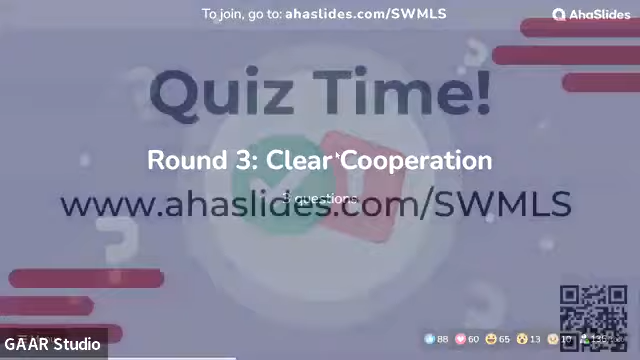 To join, go to: ahaslides.com/SWMLS
AhaSlides
Quiz Time!
Round 3: Clear Cooperation
3 questions
www.ahaslides.com/SWMLS
GAAR Studio
88 60 65 13 10